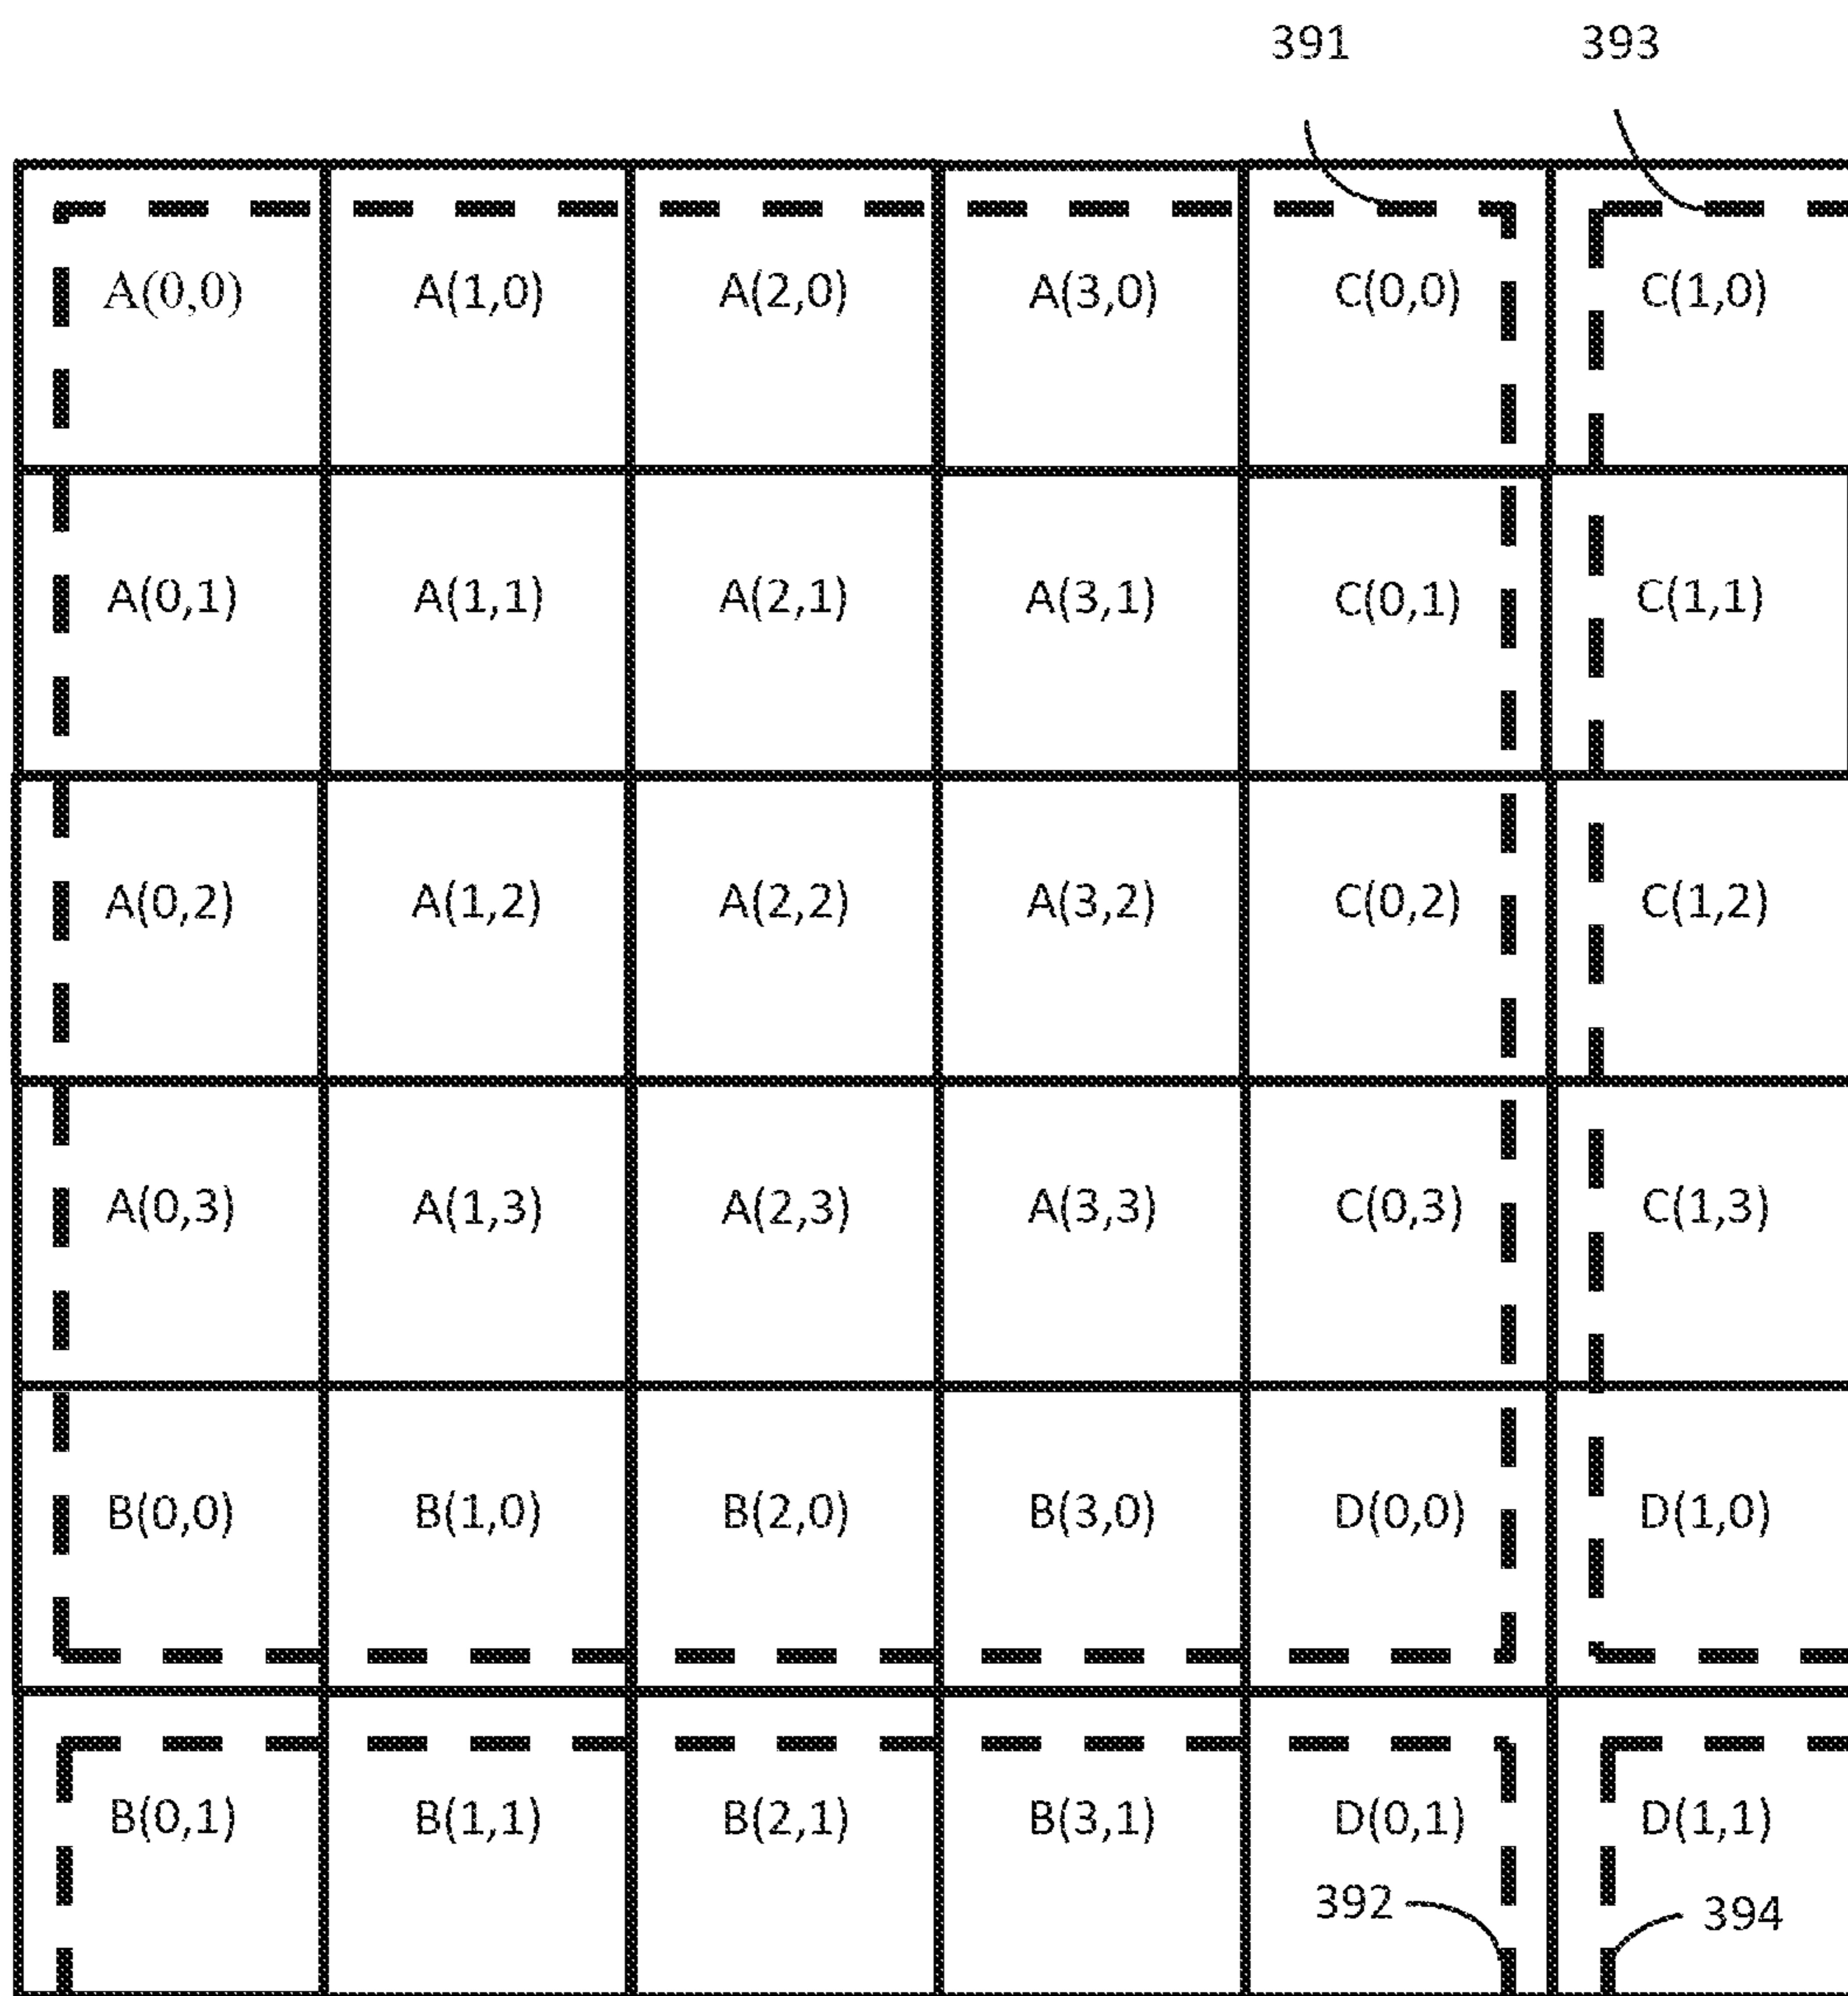 391 393
A(0,0) A(1,0) A(2,0) A(3,0) C(0,0) C(1,0)
A(0,1) A(1,1) A(2,1) A(3,1) C(0,1) C(1,1)
A(0,2) A(1,2) A(2,2) A(3,2) C(0,2) C(1,2)
A(0,3) A(1,3) A(2,3) A(3,3) C(0,3) C(1,3)
B(0,0) B(1,0) B(2,0) B(3,0) D(0,0) D(1,0)
B(0,1) B(1,1) B(2,1) B(3,1) D(0,1) D(1,1)
392 394